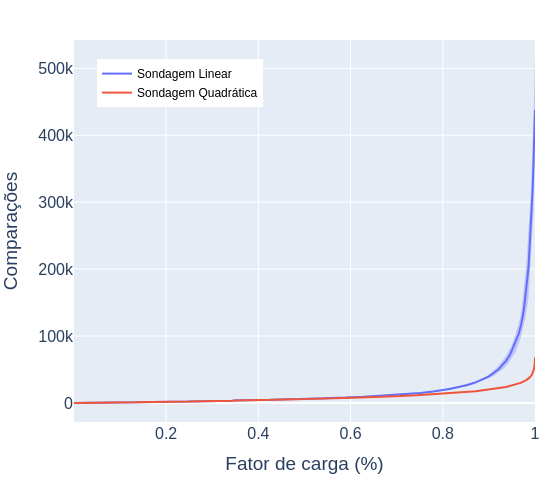 500k
400k
300k
200k
100k
0
Comparações
Sondagem Linear
Sondagem Quadrática
0.2
0.4
0.6
0.8
1
Fator de carga (%)